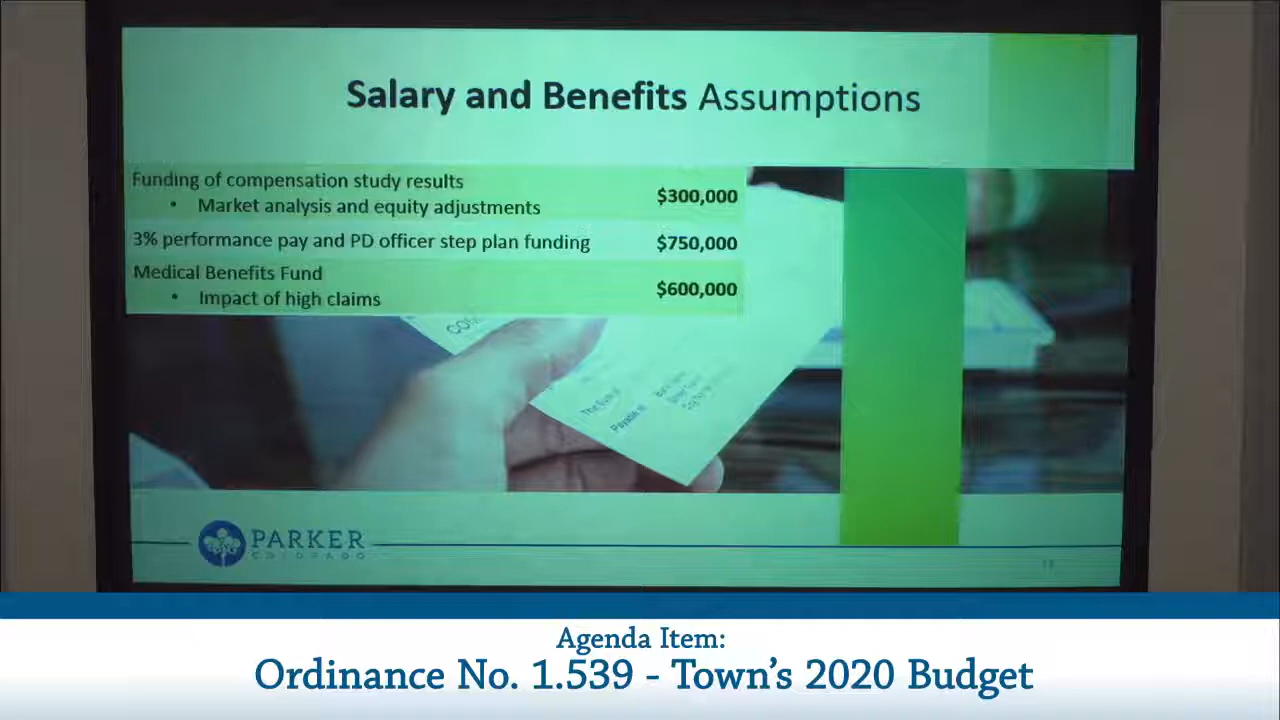 Salary and Benefits Assumptions
Funding of compensation study results
• Market analysis and equity adjustments
$300,000
3% performance pay and PD officer step plan funding
$750,000
Medical Benefits Fund
• Impact of high claims
$600,000
Payable to
PARKER
COLORADO
Agenda Item:
Ordinance No. 1.539 - Town's 2020 Budget